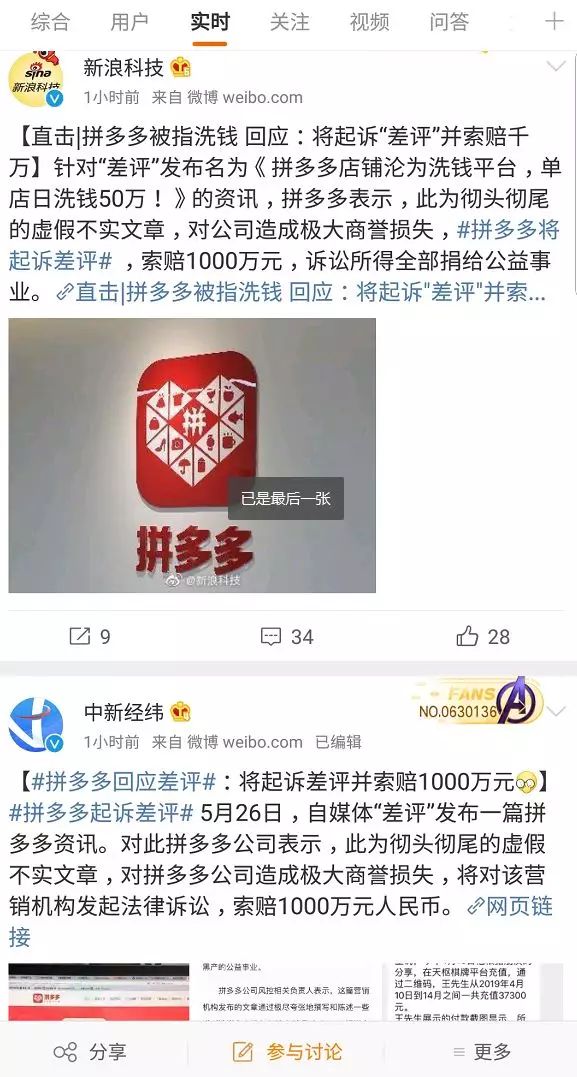 综合 用户 实时 关注 视频 问答
sina
新浪科技
新浪科技
1小时前 来自 微博 weibo.com
【直击|拼多多被指洗钱 回应：将起诉“差评”并索赔千
万】针对“差评”发布名为《 拼多多店铺沦为洗钱平台，单
店日洗钱50万！》的资讯，拼多多表示，此为彻头彻尾
的虚假不实文章，对公司造成极大商誉损失，#拼多多将
起诉差评# ，索赔1000万元，诉讼所得全部捐给公益事
业。直击|拼多多被指洗钱 回应：将起诉"差评"并索...
拼
已是最后一张
拼多多
@新浪科技
9 34 28
FANS
NO.0630136
中新经纬
1小时前 来自 微博 weibo.com 已编辑
【#拼多多回应差评#：将起诉差评并索赔1000万元】
#拼多多起诉差评# 5月26日，自媒体“差评”发布一篇拼
多多资讯。对此拼多多公司表示，此为彻头彻尾的虚假
不实文章，对拼多多公司造成极大商誉损失，将对该营
销机构发起法律诉讼，索赔1000万元人民币。网页链
接
拼多多
黑产的公益事业。
拼多多公司风控相关负责人表示，这篇营
销机构发布的文章通过极尽夸张地撰写和陈述一些
分享，在天枢棋牌平台充值，通
过二维码，王先生从2019年4月
10日到14日之间一共充值37300
元。
王先生展示的付款截图显示，所
分享 参与讨论 更多